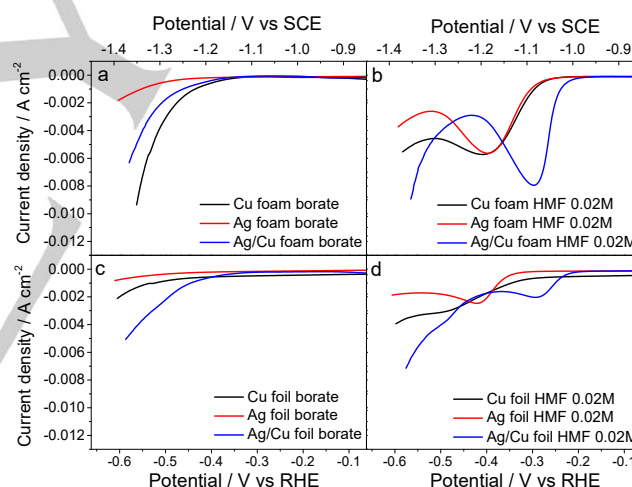 Potential / V vs SCE Potential / V vs SCE
-1.4 -1.3 -1.2 -1.1 -1.0 -0.9 -1.4 -1.3 -1.2 -1.1 -1.0 -0.9
Current density / A cm-2
0.000
-0.002
-0.004
-0.006
-0.008
-0.010
-0.012
a
Cu foam borate
Ag foam borate
Ag/Cu foam borate
b
Cu foam HMF 0.02M
Ag foam HMF 0.02M
Ag/Cu foam HMF 0.02M
Current density / A cm-2
0.000
-0.002
-0.004
-0.006
-0.008
-0.010
-0.012
c
Cu foil borate
Ag foil borate
Ag/Cu foil borate
d
Cu foil HMF 0.02M
Ag foil HMF 0.02M
Ag/Cu foil HMF 0.02M
-0.6 -0.5 -0.4 -0.3 -0.2 -0.1 -0.6 -0.5 -0.4 -0.3 -0.2 -0.1
Potential / V vs RHE Potential / V vs RHE